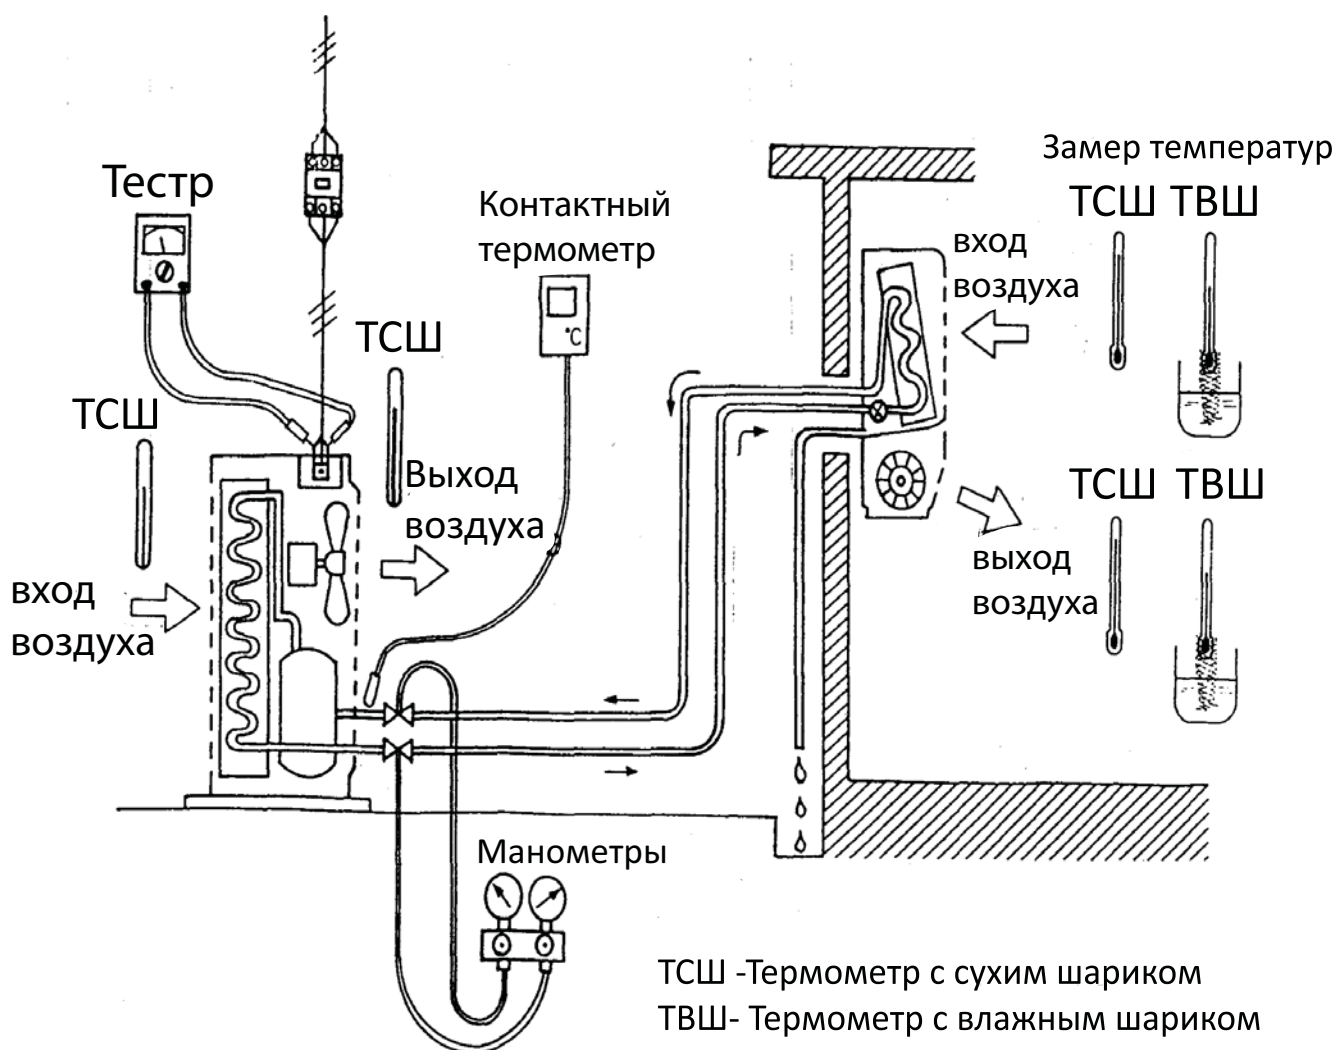 Замер температур
Тестр
ТСШ ТВШ
Контактный
термометр
вход
воздуха
ТСШ
ТСШ
°C
Выход
воздуха
ТСШ ТВШ
выход
воздуха
вход
воздуха
Манометры
ТСШ -Термометр с сухим шариком
ТВШ- Термометр с влажным шариком